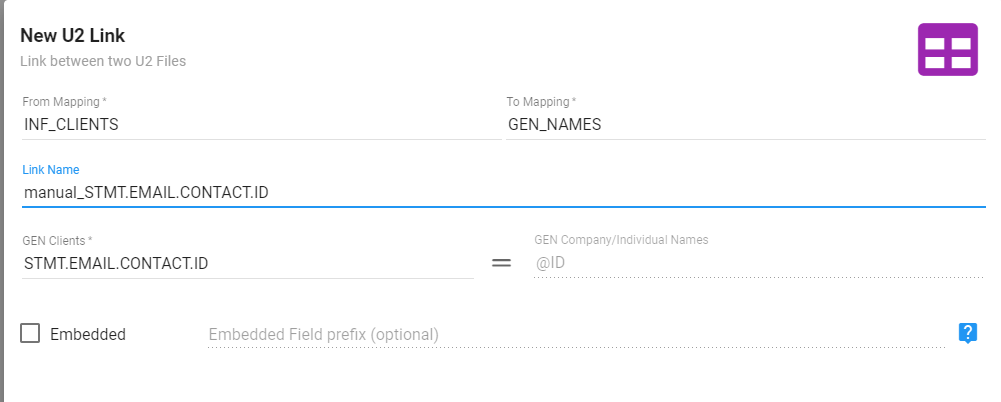 New U2 Link
Link between two U2 Files
From Mapping * To Mapping *
INF_CLIENTS GEN_NAMES
Link Name
manual_STMT.EMAIL.CONTACT.ID
GEN Clients * GEN Company/Individual Names
STMT.EMAIL.CONTACT.ID = @ID
Embedded Embedded Field prefix (optional) ?